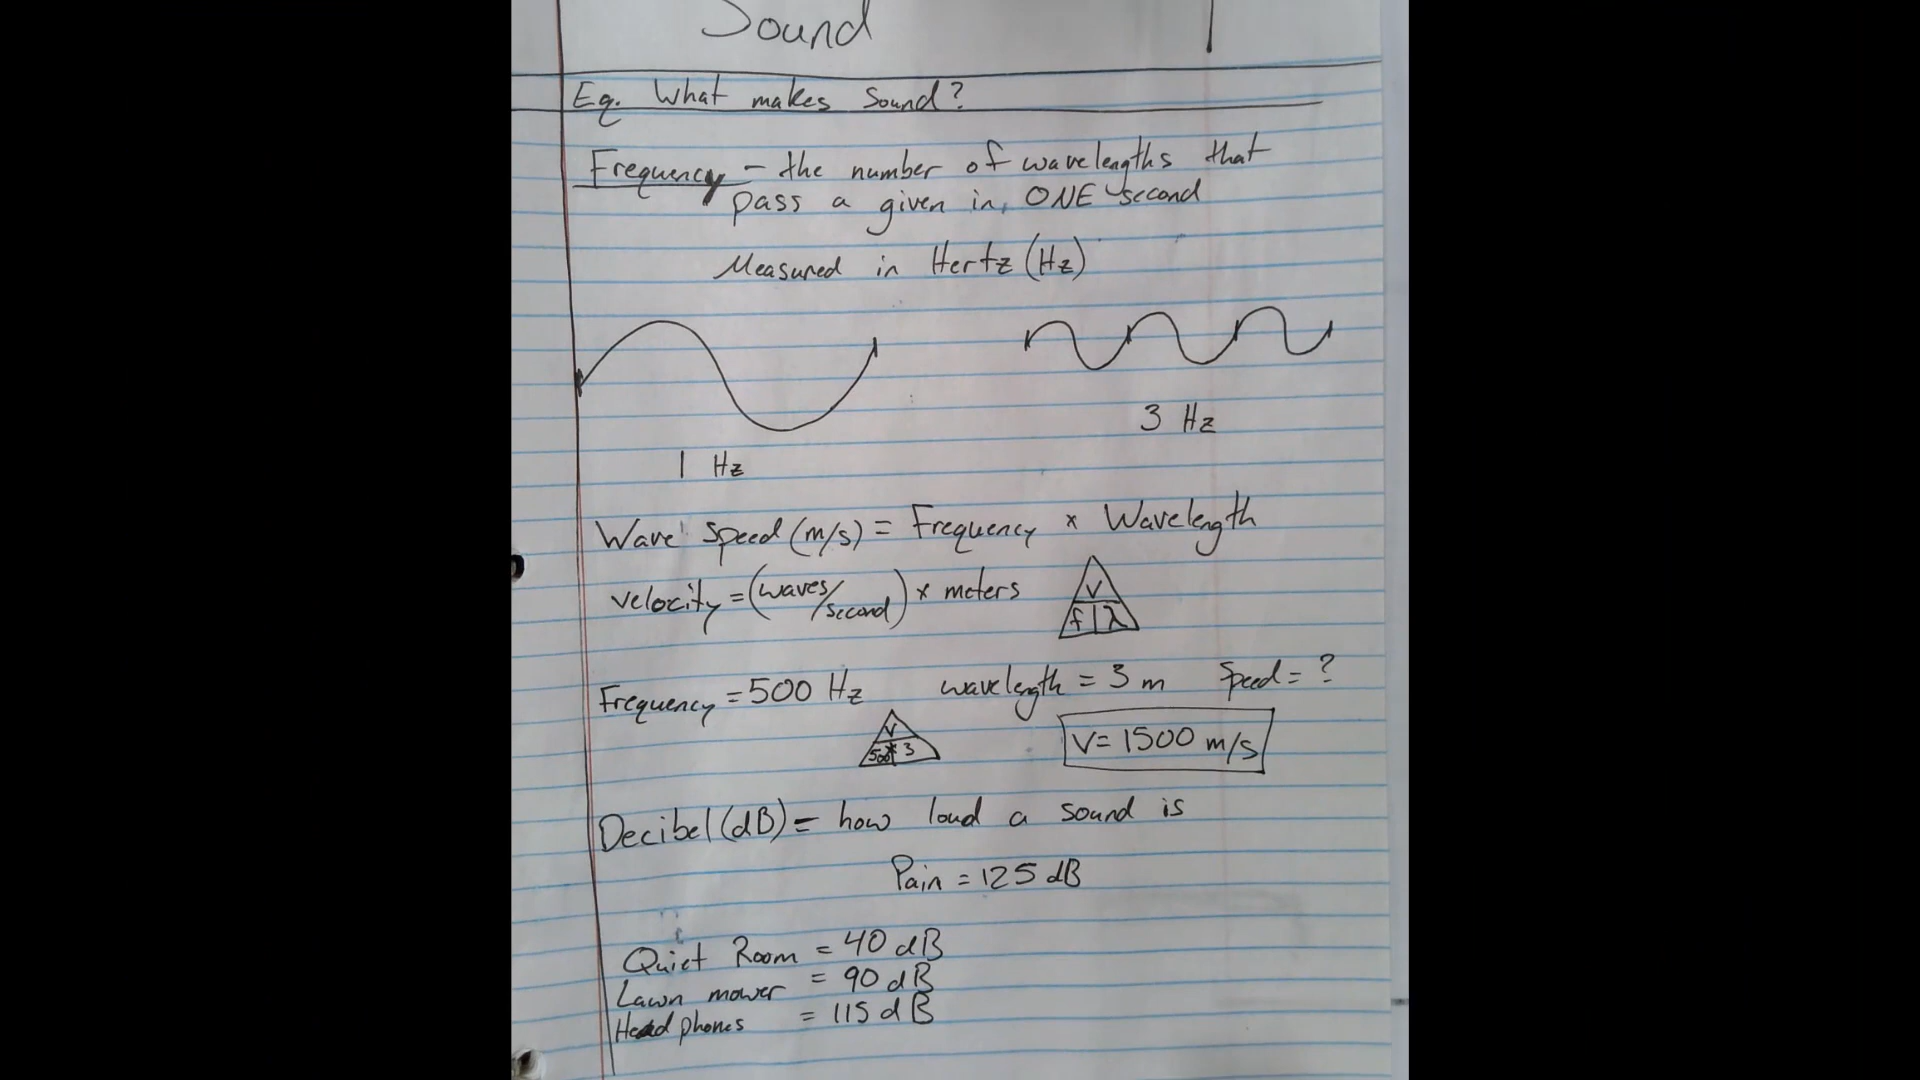 Sound
Eq. What makes Sound?
Frequency - the number of wavelengths that
pass a given in, ONE second
Measured in Hertz (Hz)
1 Hz
3 Hz
Wave Speed (m/s) = Frequency × Wavelength
velocity = (waves/second) × meters
V
f λ
Frequency = 500 Hz wavelength = 3 m Speed = ?
V
500 * 3
V = 1500 m/s
Decibel (dB) = how loud a sound is
Pain = 125 dB
Quiet Room = 40 dB
Lawn mower = 90 dB
Headphones = 115 dB